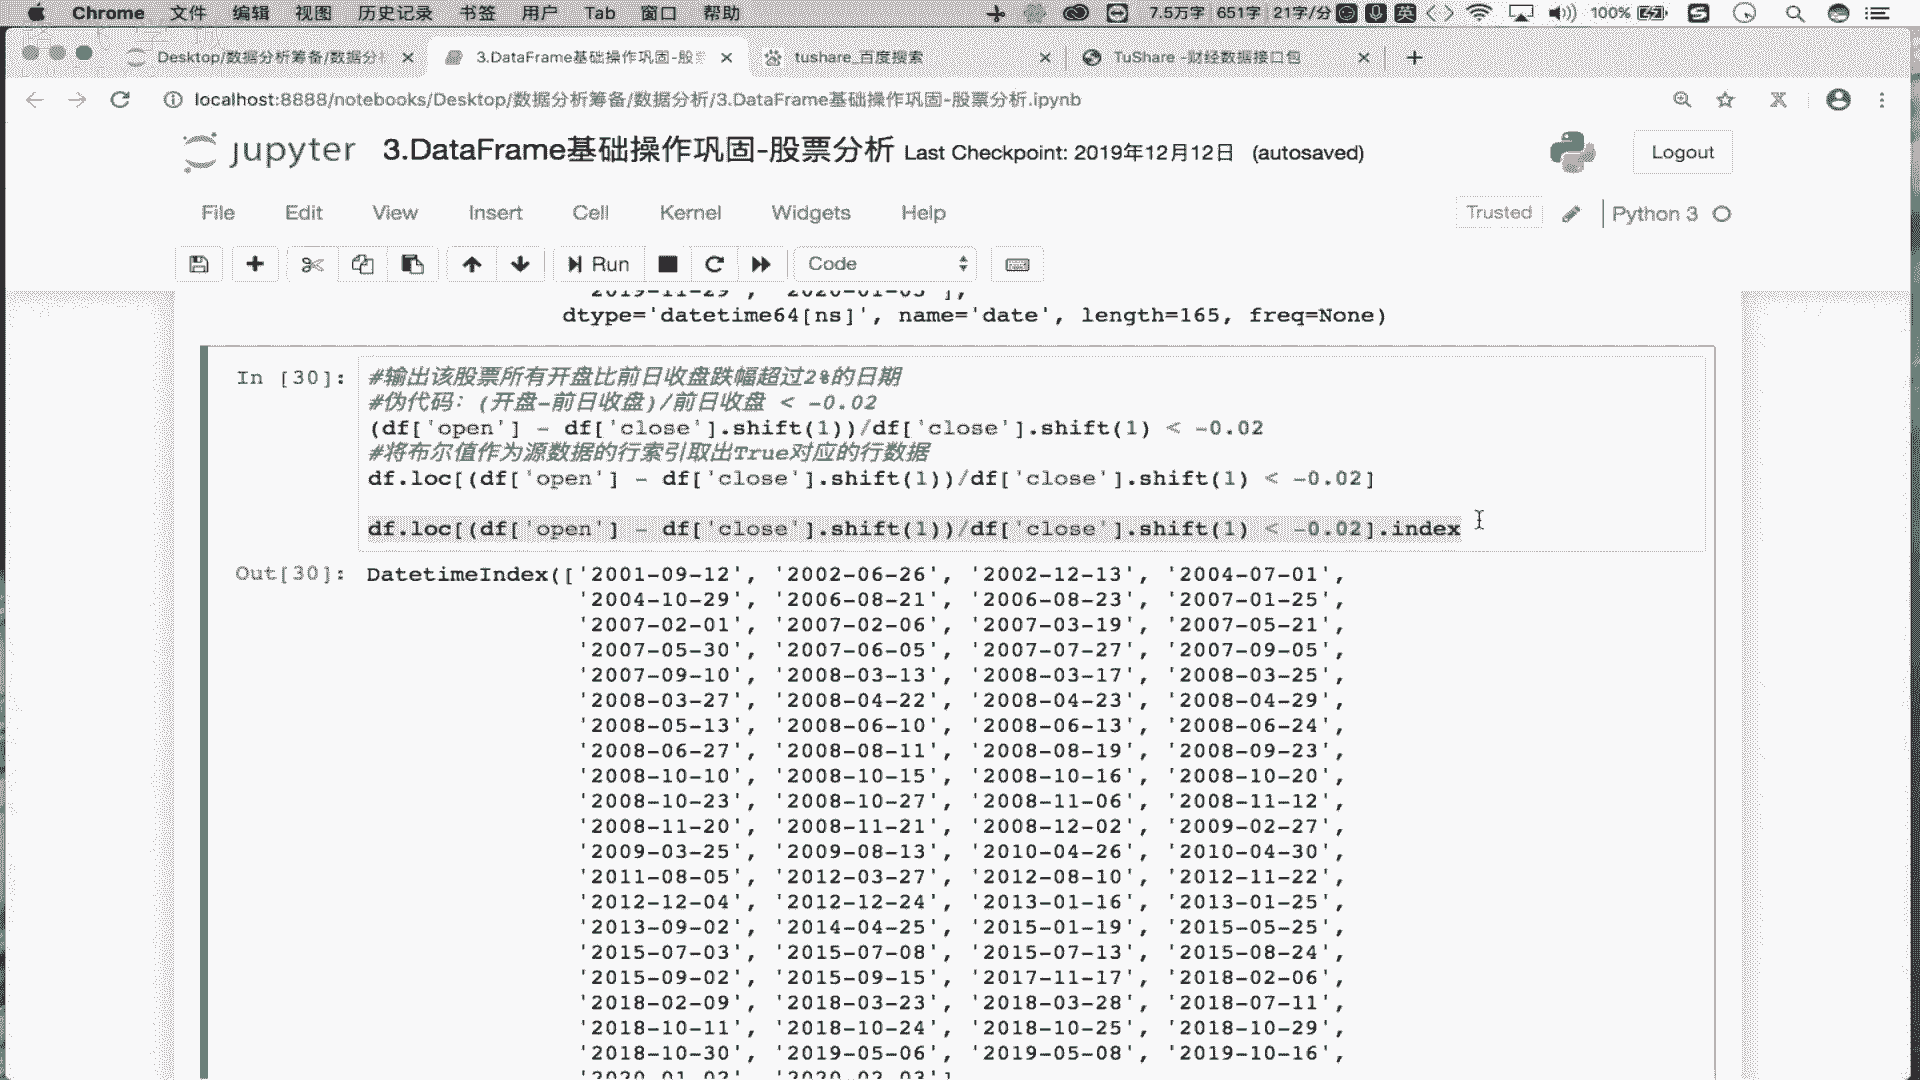 Chrome 文件 编辑 视图 历史记录 书签 用户 Tab 窗口 帮助 7.5万字 651字 21字/分 英 100%
Desktop/数据分析筹备/数据分析 3.DataFrame基础操作巩固-股票 tushare_百度搜索 TuShare -财经数据接口包
localhost:8888/notebooks/Desktop/数据分析筹备/数据分析/3.DataFrame基础操作巩固-股票分析.ipynb
jupyter 3.DataFrame基础操作巩固-股票分析 Last Checkpoint: 2019年12月12日 (autosaved) Logout
File Edit View Insert Cell Kernel Widgets Help Trusted Python 3
Run Code
'2019-11-29', '2020-01-03'],
dtype='datetime64[ns]', name='date', length=165, freq=None)
In [30]: #输出该股票所有开盘比前日收盘跌幅超过2%的日期
#伪代码：(开盘-前日收盘)/前日收盘 < -0.02
(df['open'] - df['close'].shift(1))/df['close'].shift(1) < -0.02
#将布尔值作为源数据的行索引取出True对应的行数据
df.loc[(df['open'] - df['close'].shift(1))/df['close'].shift(1) < -0.02]
df.loc[(df['open'] - df['close'].shift(1))/df['close'].shift(1) < -0.02].index
Out[30]: DatetimeIndex(['2001-09-12', '2002-06-26', '2002-12-13', '2004-07-01',
'2004-10-29', '2006-08-21', '2006-08-23', '2007-01-25',
'2007-02-01', '2007-02-06', '2007-03-19', '2007-05-21',
'2007-05-30', '2007-06-05', '2007-07-27', '2007-09-05',
'2007-09-10', '2008-03-13', '2008-03-17', '2008-03-25',
'2008-03-27', '2008-04-22', '2008-04-23', '2008-04-29',
'2008-05-13', '2008-06-10', '2008-06-13', '2008-06-24',
'2008-06-27', '2008-08-11', '2008-08-19', '2008-09-23',
'2008-10-10', '2008-10-15', '2008-10-16', '2008-10-20',
'2008-10-23', '2008-10-27', '2008-11-06', '2008-11-12',
'2008-11-20', '2008-11-21', '2008-12-02', '2009-02-27',
'2009-03-25', '2009-08-13', '2010-04-26', '2010-04-30',
'2011-08-05', '2012-03-27', '2012-08-10', '2012-11-22',
'2012-12-04', '2012-12-24', '2013-01-16', '2013-01-25',
'2013-09-02', '2014-04-25', '2015-01-19', '2015-05-25',
'2015-07-03', '2015-07-08', '2015-07-13', '2015-08-24',
'2015-09-02', '2015-09-15', '2017-11-17', '2018-02-06',
'2018-02-09', '2018-03-23', '2018-03-28', '2018-07-11',
'2018-10-11', '2018-10-24', '2018-10-25', '2018-10-29',
'2018-10-30', '2019-05-06', '2019-05-08', '2019-10-16',
'2020-01-02', '2020-02-03'],